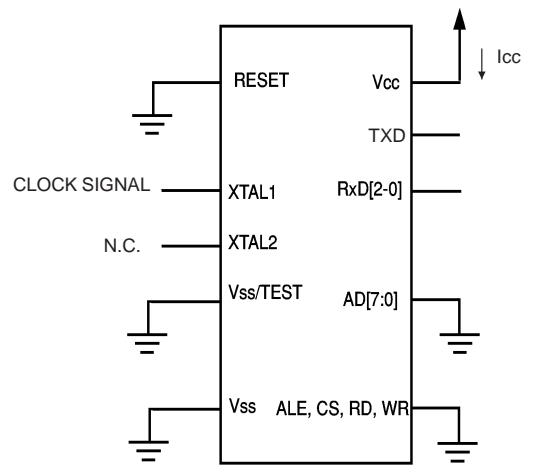 Icc
RESET
Vcc
TXD
CLOCK SIGNAL
XTAL1
RxD[2-0]
N.C.
XTAL2
Vss/TEST
AD[7:0]
Vss
ALE, CS, RD, WR